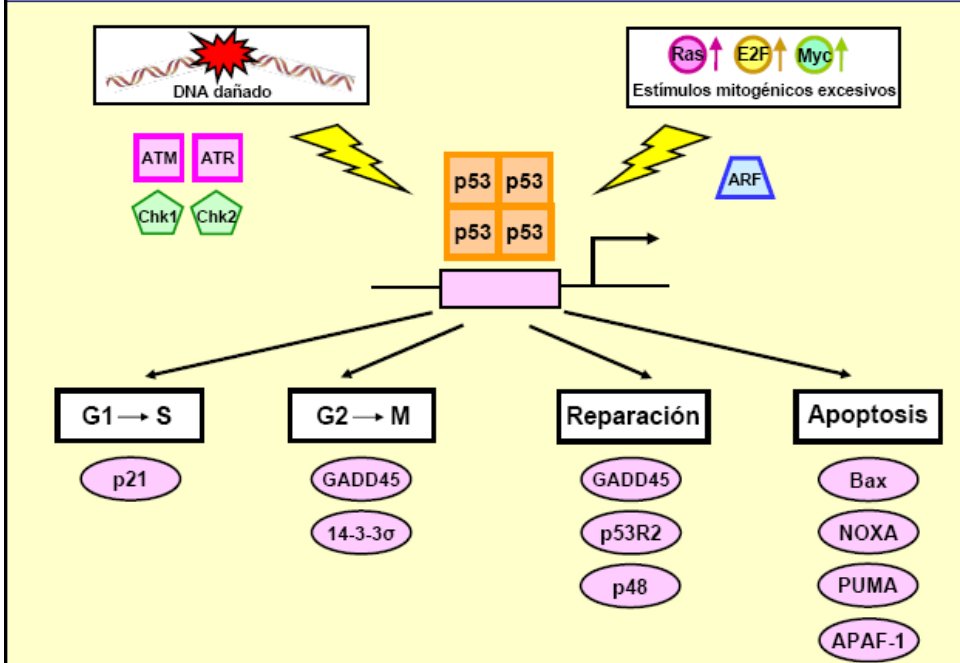 DNA dañado
Ras E2F Myc
Estímulos mitogénicos excesivos
ATM ATR
Chk1 Chk2
ARF
p53 p53
p53 p53
G1 → S
G2 → M
Reparación
Apoptosis
p21
GADD45
14-3-3σ
GADD45
p53R2
p48
Bax
NOXA
PUMA
APAF-1